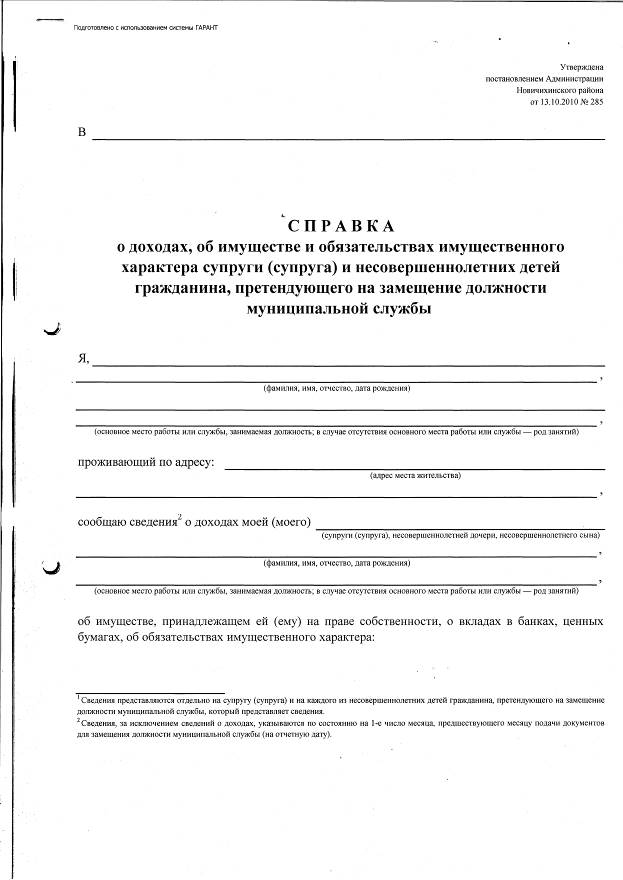 Подготовлено с использованием системы ГАРАНТ
Утверждена
постановлением Администрации
Новичихинского района
от 13.10.2010 № 285
В
С П Р А В К А
о доходах, об имуществе и обязательствах имущественного
характера супруги (супруга) и несовершеннолетних детей
гражданина, претендующего на замещение должности
муниципальной службы
Я,
,
(фамилия, имя, отчество, дата рождения)
,
(основное место работы или службы, занимаемая должность; в случае отсутствия основного места работы или службы — род занятий)
проживающий по адресу:
(адрес места жительства)
,
сообщаю сведения2 о доходах моей (моего)
(супруги (супруга), несовершеннолетней дочери, несовершеннолетнего сына)
,
(фамилия, имя, отчество, дата рождения)
,
(основное место работы или службы, занимаемая должность; в случае отсутствия основного места работы или службы — род занятий)
об имуществе, принадлежащем ей (ему) на праве собственности, о вкладах в банках, ценных
бумагах, об обязательствах имущественного характера:
1 Сведения представляются отдельно на супругу (супруга) и на каждого из несовершеннолетних детей гражданина, претендующего на замещение
должности муниципальной службы, который представляет сведения.
2 Сведения, за исключением сведений о доходах, указываются по состоянию на 1-е число месяца, предшествующего месяцу подачи документов
для замещения должности муниципальной службы (на отчетную дату).